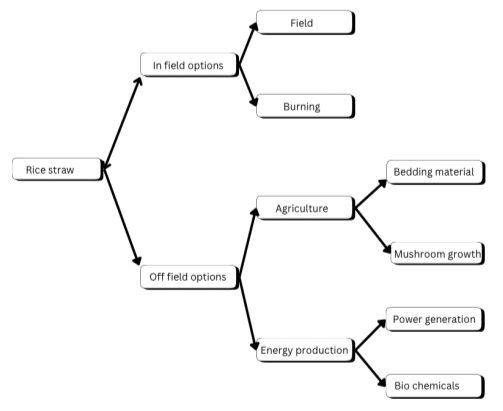 Field
In field options
Burning
Rice straw
Bedding material
Agriculture
Mushroom growth
Off field options
Power generation
Energy production
Bio chemicals